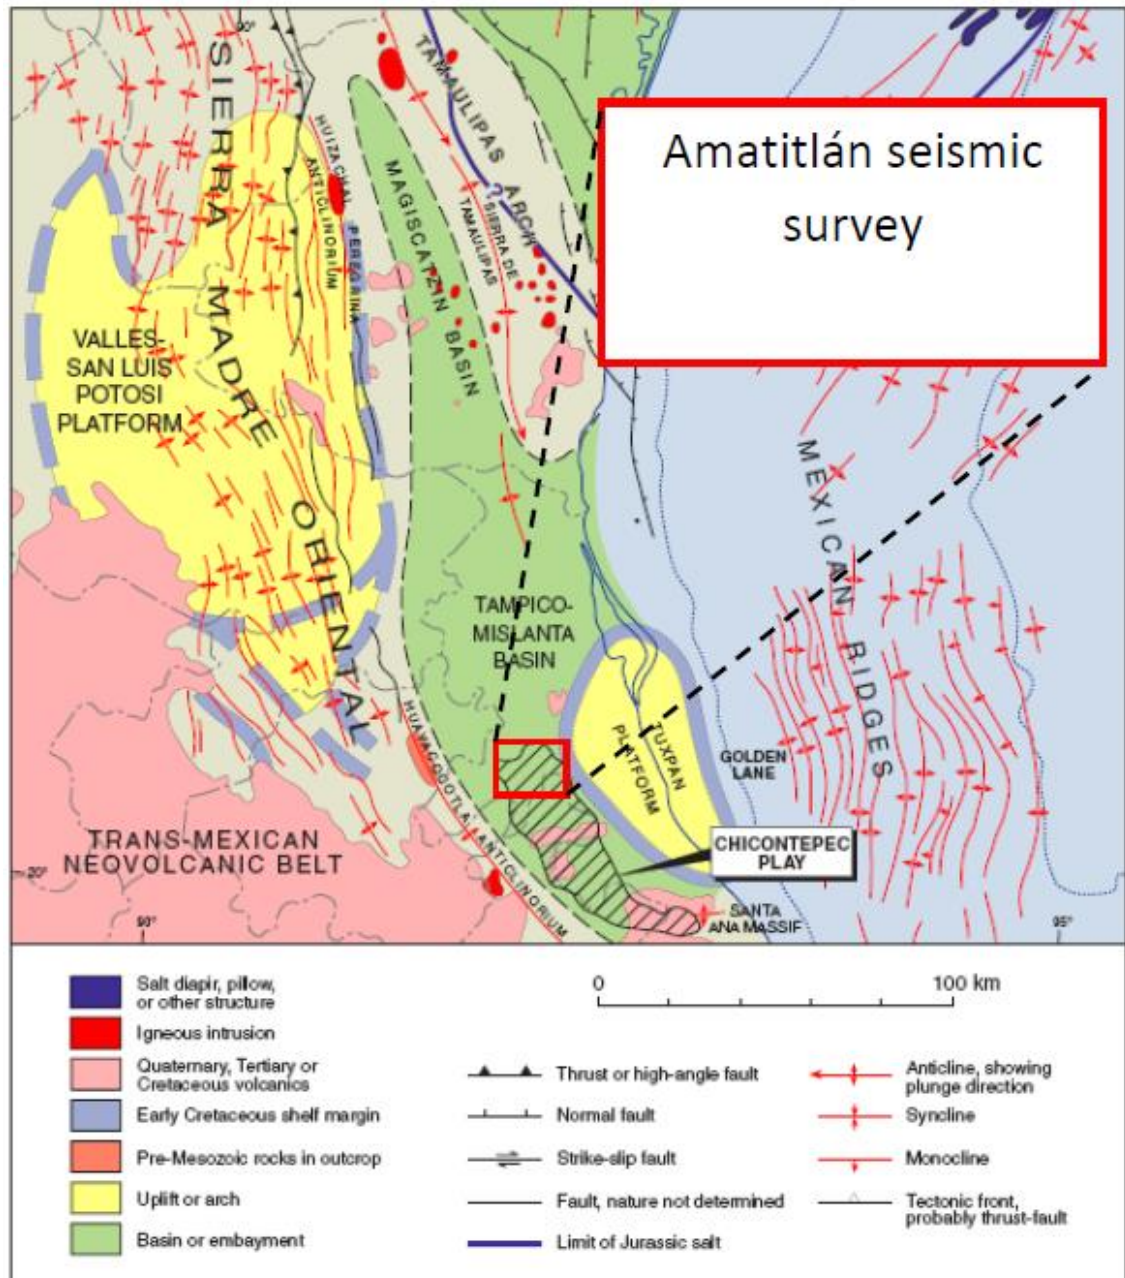 90°
SIERRA MADRE ORIENTAL
HUIZACHAL
PEREGRINA
ANTICLINORIUM
TAMAULIPAS
ARCH
?
SIERRA DE
TAMAULIPAS
MAGISCATZIN BASIN
Amatitlán seismic
survey
VALLES-
SAN LUIS
POTOSI
PLATFORM
MEXICAN RIDGES
TAMPICO-
MISLANTA
BASIN
TUXPAN
PLATFORM
GOLDEN
LANE
HUAYACOCOTLA ANTICLINORIUM
TRANS-MEXICAN
NEOVOLCANIC BELT
CHICONTEPEC
PLAY
20°
SANTA
ANA MASSIF
90°
95°
Salt diapir, pillow,
or other structure
Igneous intrusion
Quaternary, Tertiary or
Cretaceous volcanics
Early Cretaceous shelf margin
Pre-Mesozoic rocks in outcrop
Uplift or arch
Basin or embayment
0 100 km
Thrust or high-angle fault
Normal fault
Strike-slip fault
Fault, nature not determined
Limit of Jurassic salt
Anticline, showing
plunge direction
Syncline
Monocline
Tectonic front,
probably thrust-fault